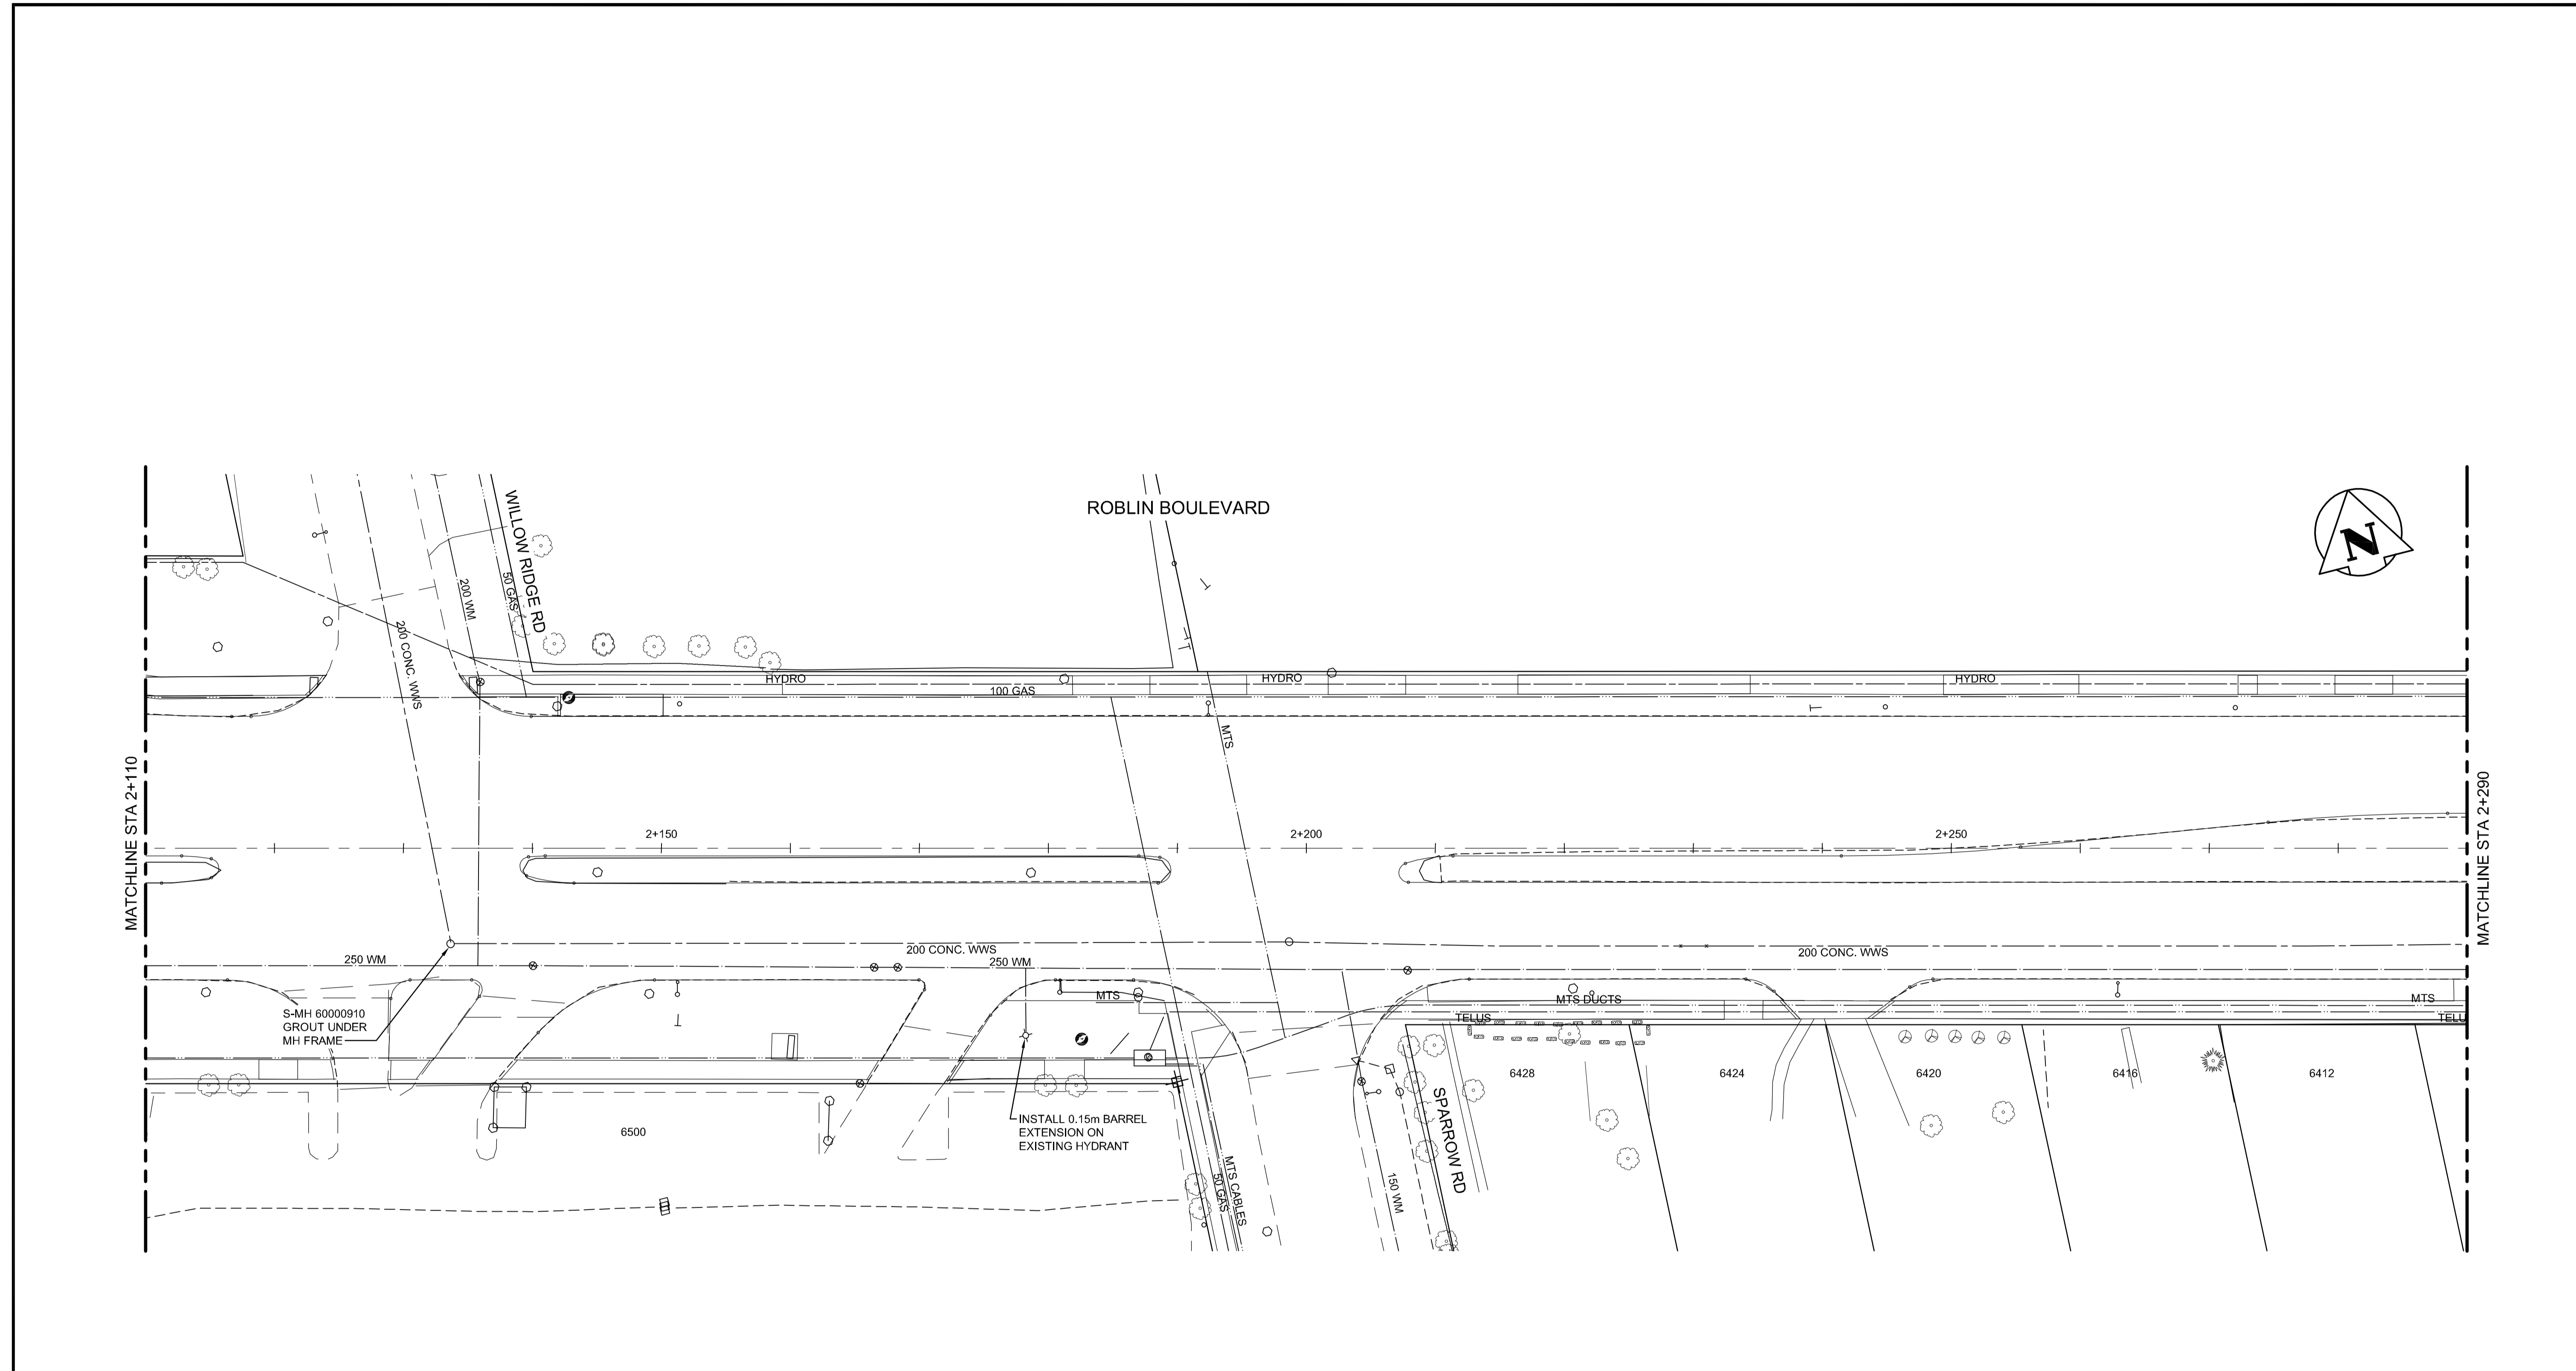 ROBLIN BOULEVARD
N
WILLOW RIDGE RD
200 WM
50 GAS
200 CONC. WWS
HYDRO
100 GAS
HYDRO
HYDRO
MTS
MATCHLINE STA 2+110
2+150
2+200
2+250
MATCHLINE STA 2+290
250 WM
200 CONC. WWS
250 WM
200 CONC. WWS
MTS
MTS DUCTS
MTS
TELUS
TELU
S-MH 60000910
GROUT UNDER
MH FRAME
6428
6424
6420
6416
6412
6500
INSTALL 0.15m BARREL
EXTENSION ON
EXISTING HYDRANT
MTS CABLES
50 GAS
150 WM
SPARROW RD